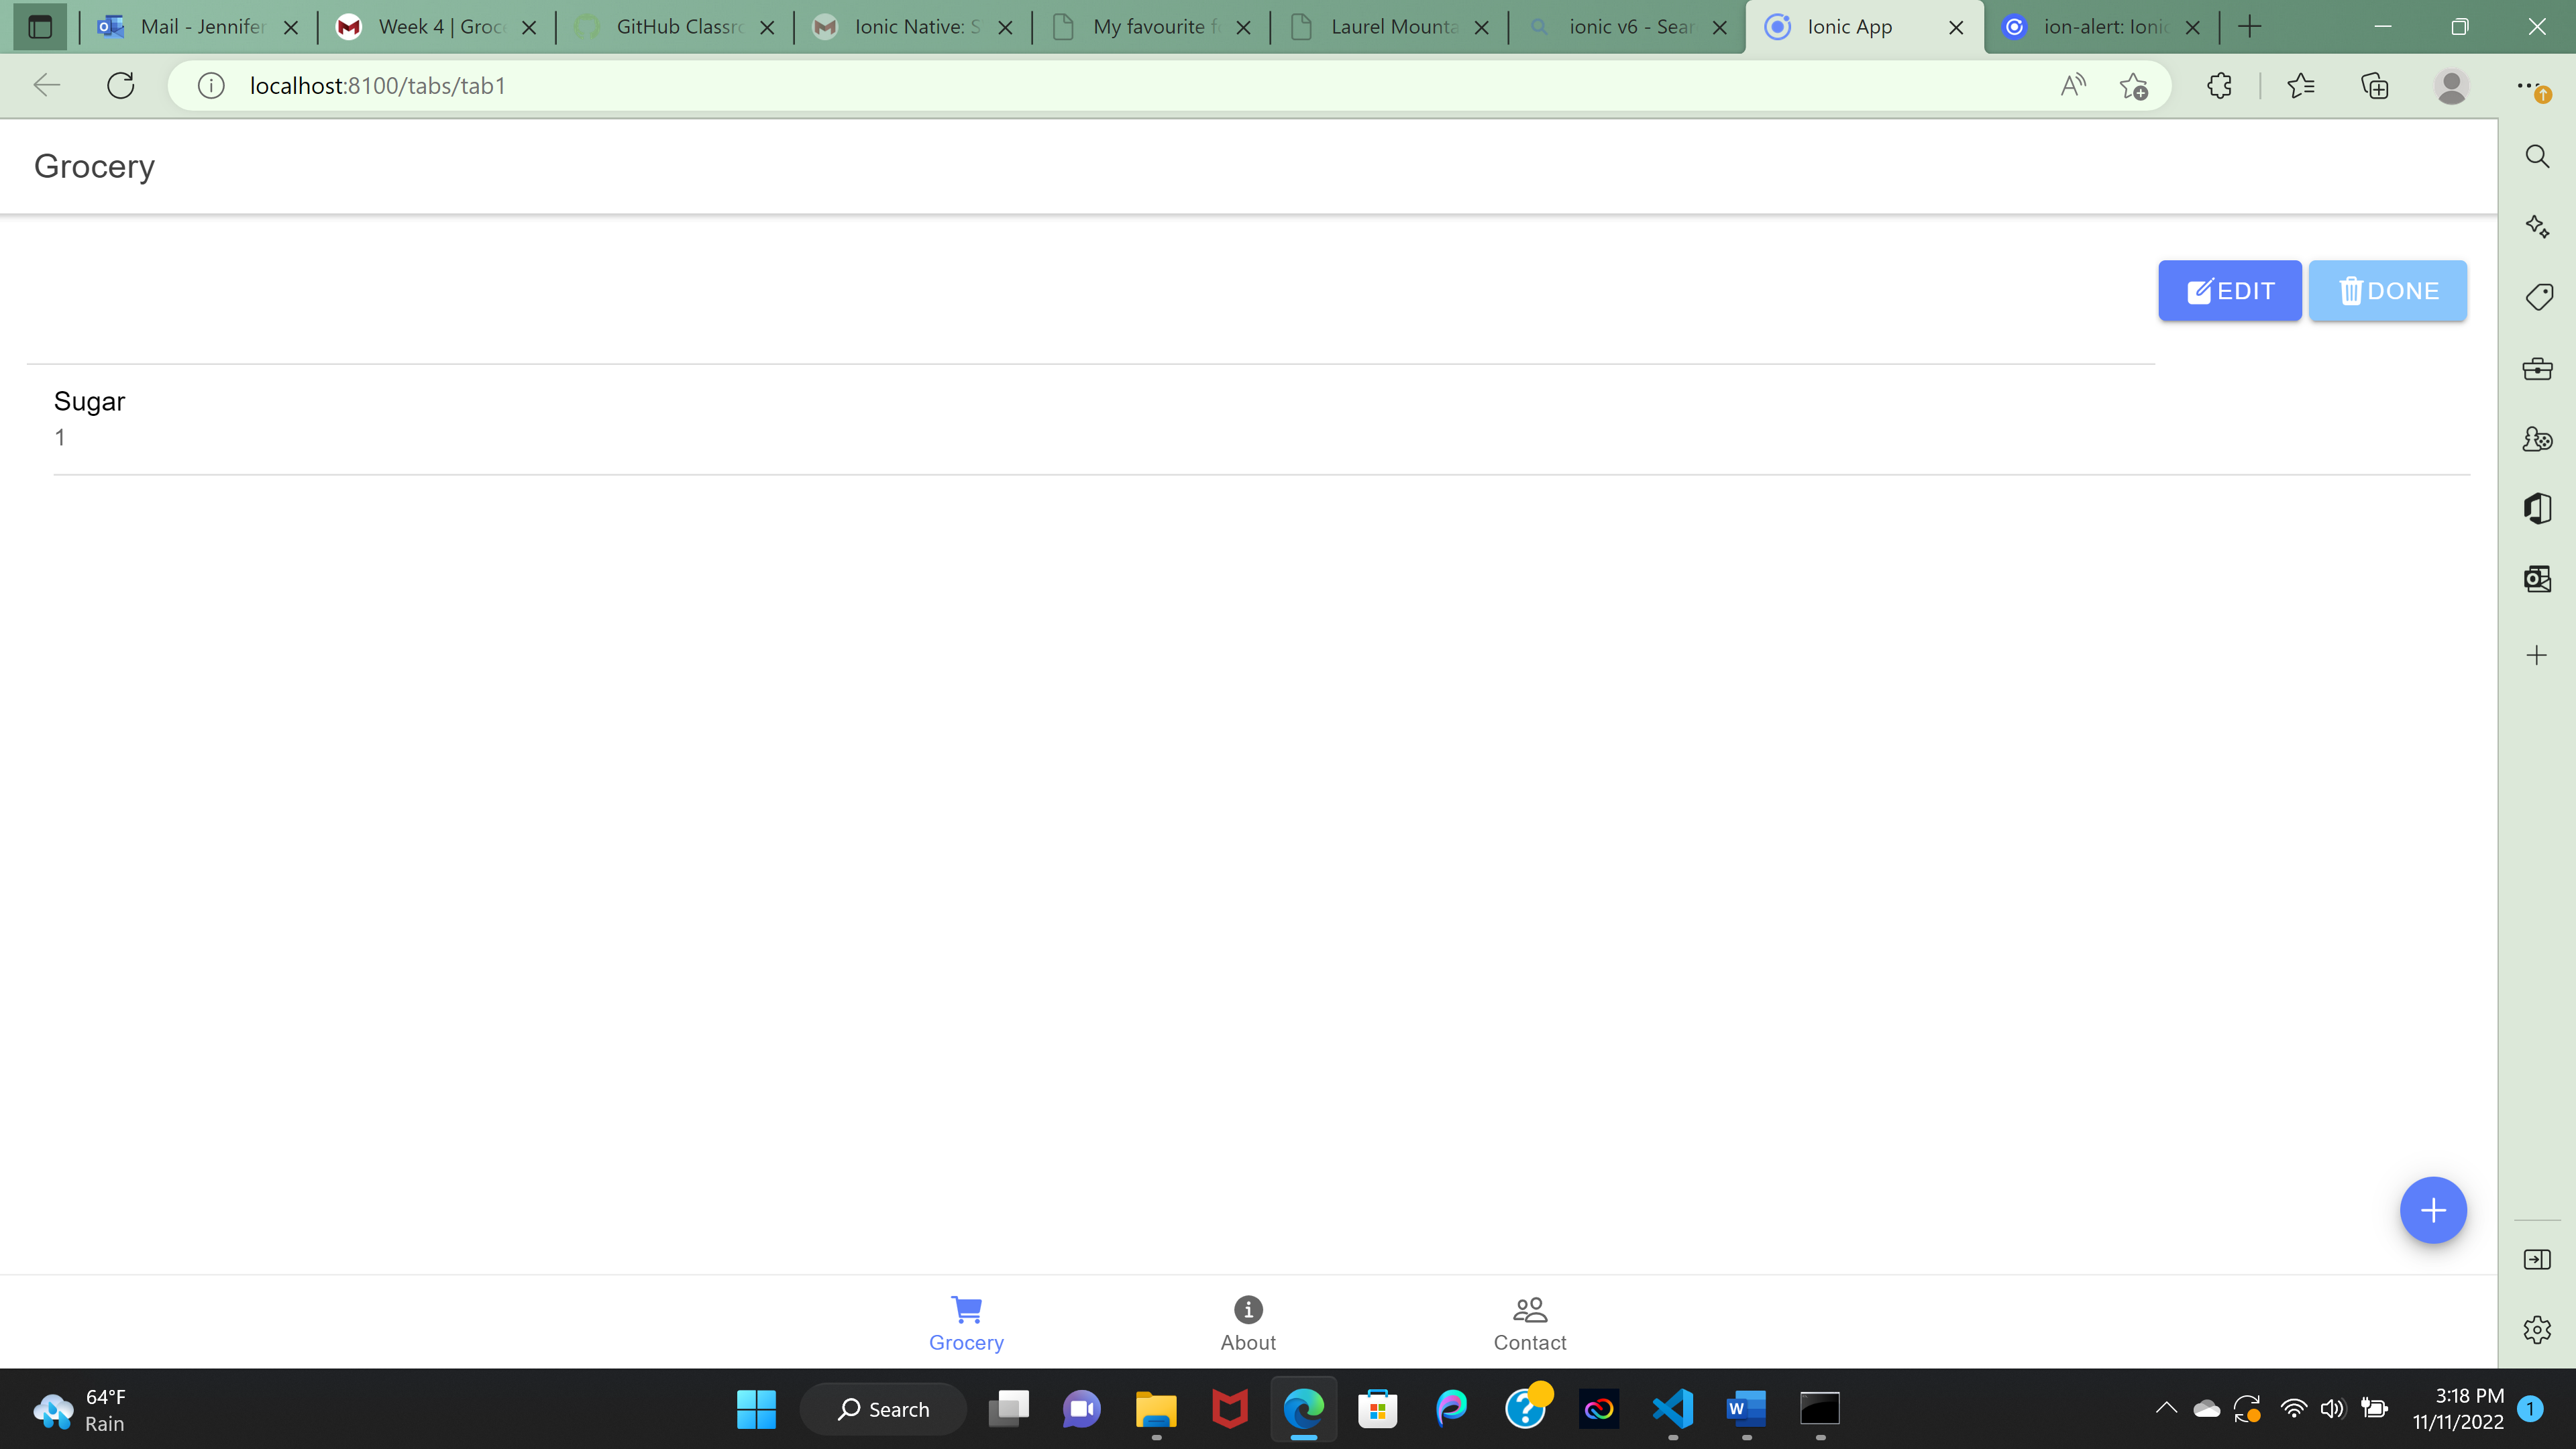 Mail - Jennifer
Week 4 | Groce
GitHub Classro
Ionic Native: S
My favourite f
Laurel Mounta
ionic v6 - Sear
Ionic App
ion-alert: Ionic
localhost:8100/tabs/tab1
Grocery
EDIT
DONE
Sugar
1
Grocery
About
Contact
64°F
Rain
Search
3:18 PM
11/11/2022
1